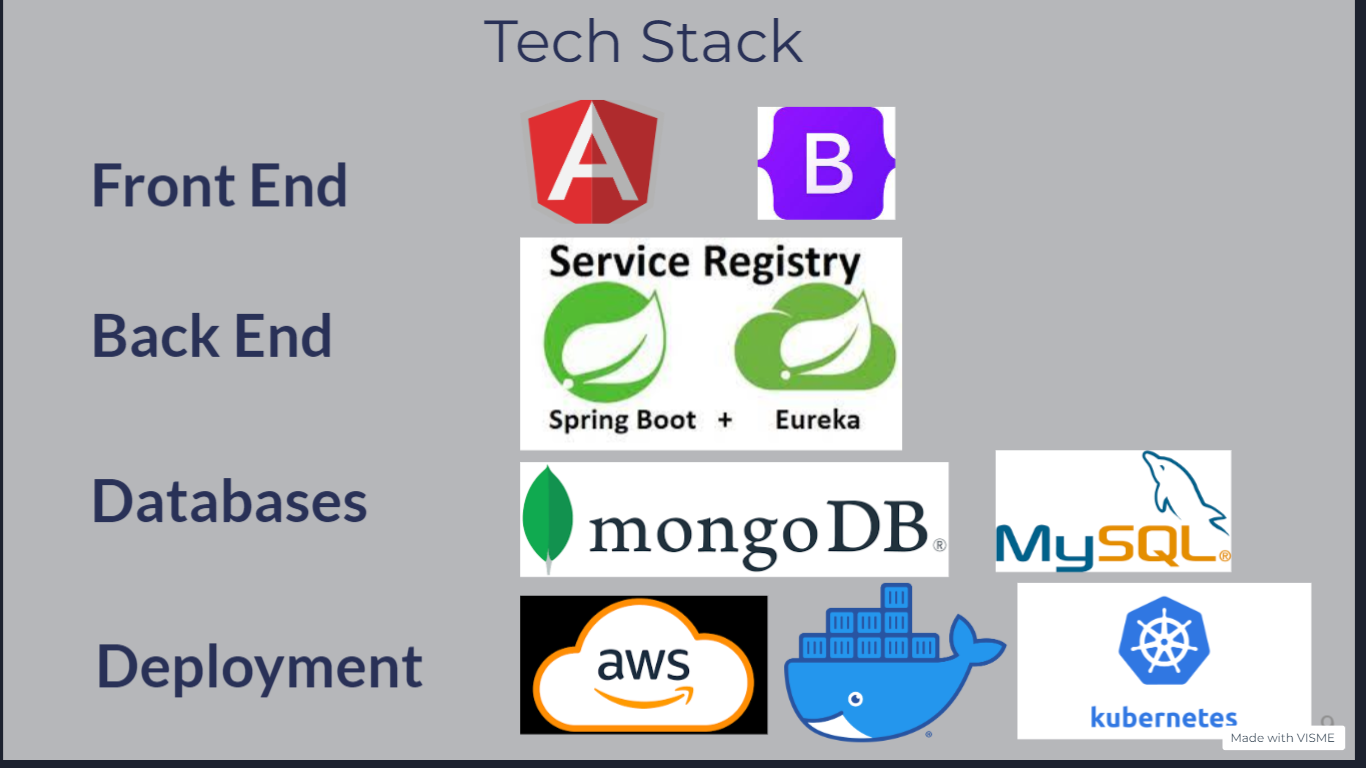 Tech Stack
Front End
A
B
Back End
Service Registry
Spring Boot + Eureka
Databases
mongoDB®
MySQL®
Deployment
aws
®
kubernetes
9
Made with VISME